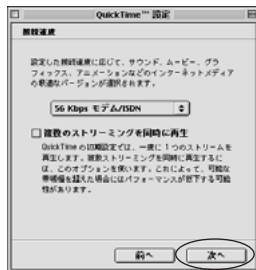 QuickTime™ 設定
接続速度
設定した接続速度に応じて、サウンド、ムービー、グラ
フィックス、アニメーションなどのインターネットメディア
の最適なバージョンが選択されます。
56 Kbps モデム/ISDN
複数のストリーミングを同時に再生
QuickTime の初期設定では、一度に 1 つのストリームを
再生します。複数ストリーミングを同時に再生するに
は、このオプションを使います。これによって、可能な
帯域幅を超えた場合にはパフォーマンスが低下する可能
性があります。
前へ
次へ